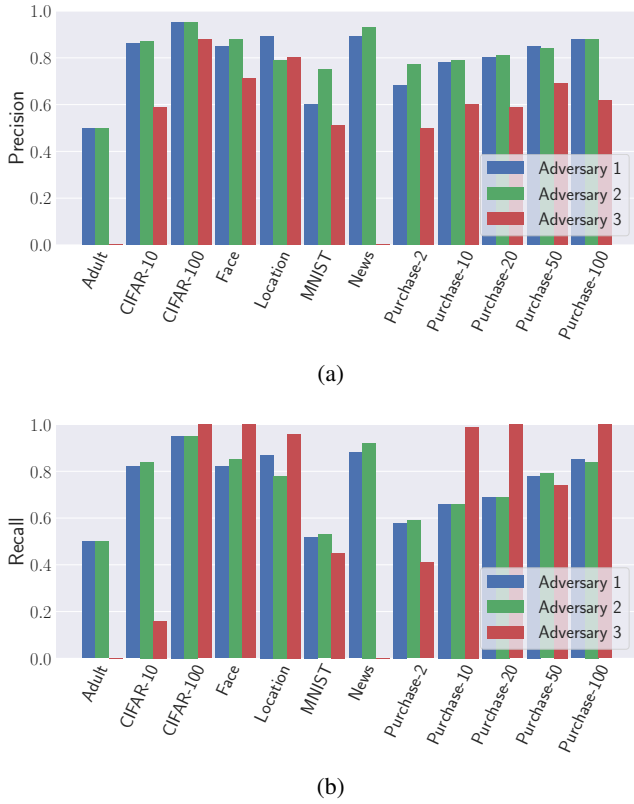 1.0
0.8
0.6
0.4
0.2
0.0
Precision
Adversary 1
Adversary 2
Adversary 3
Adult
CIFAR-10
CIFAR-100
Face
Location
MNIST
News
Purchase-2
Purchase-10
Purchase-20
Purchase-50
Purchase-100
(a)
1.0
0.8
0.6
0.4
0.2
0.0
Recall
Adversary 1
Adversary 2
Adversary 3
Adult
CIFAR-10
CIFAR-100
Face
Location
MNIST
News
Purchase-2
Purchase-10
Purchase-20
Purchase-50
Purchase-100
(b)